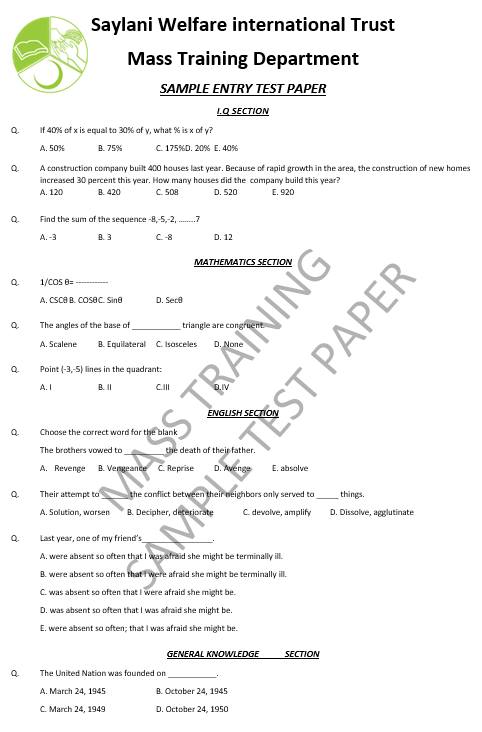 Saylani Welfare international Trust
Mass Training Department
SAMPLE ENTRY TEST PAPER
I.Q SECTION
Q. If 40% of x is equal to 30% of y, what % is x of y?
A. 50% B. 75% C. 175%D. 20% E. 40%
Q. A construction company built 400 houses last year. Because of rapid growth in the area, the construction of new homes
increased 30 percent this year. How many houses did the company build this year?
A. 120 B. 420 C. 508 D. 520 E. 920
Q. Find the sum of the sequence -8,-5,-2, ........7
A. -3 B. 3 C. -8 D. 12
MATHEMATICS SECTION
Q. 1/COS θ= ------------
A. CSCθ B. COSθC. Sinθ D. Secθ
Q. The angles of the base of ___________ triangle are congruent.
A. Scalene B. Equilateral C. Isosceles D. None
Q. Point (-3,-5) lines in the quadrant:
A. I B. II C.III D.IV
ENGLISH SECTION
Q. Choose the correct word for the blank
The brothers vowed to _________ the death of their father.
A. Revenge B. Vengeance C. Reprise D. Avenge E. absolve
Q. Their attempt to ______ the conflict between their neighbors only served to _____ things.
A. Solution, worsen B. Decipher, deteriorate C. devolve, amplify D. Dissolve, agglutinate
Q. Last year, one of my friend's________________.
A. were absent so often that I was afraid she might be terminally ill.
B. were absent so often that I were afraid she might be terminally ill.
C. was absent so often that I were afraid she might be.
D. was absent so often that I was afraid she might be.
E. were absent so often; that I was afraid she might be.
GENERAL KNOWLEDGE SECTION
Q. The United Nation was founded on ___________.
A. March 24, 1945 B. October 24, 1945
C. March 24, 1949 D. October 24, 1950
MASS TRAINING
SAMPLE TEST PAPER